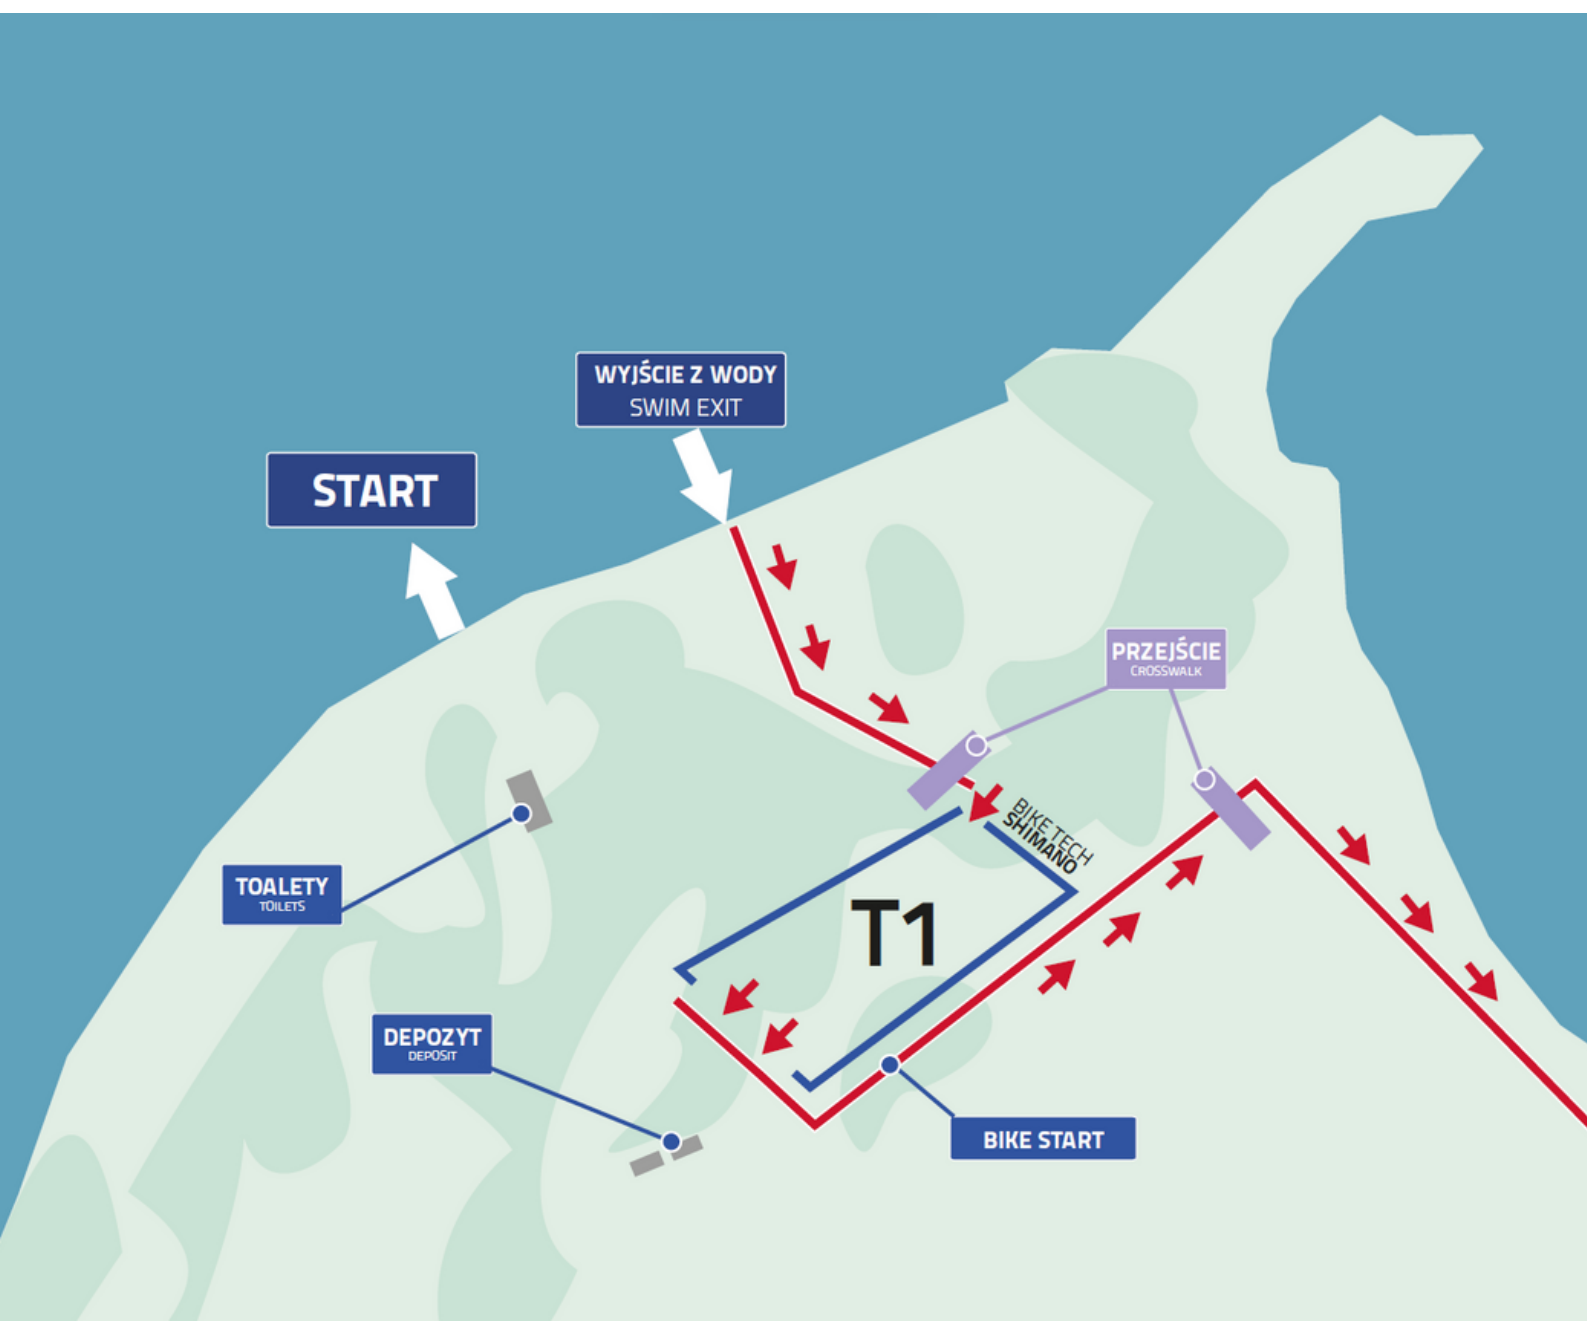 WYJŚCIE Z WODY
SWIM EXIT
START
PRZEJŚCIE
CROSSWALK
BIKE TECH
SHIMANO
TOALETY
TOILETS
T1
DEPOZYT
DEPOSIT
BIKE START